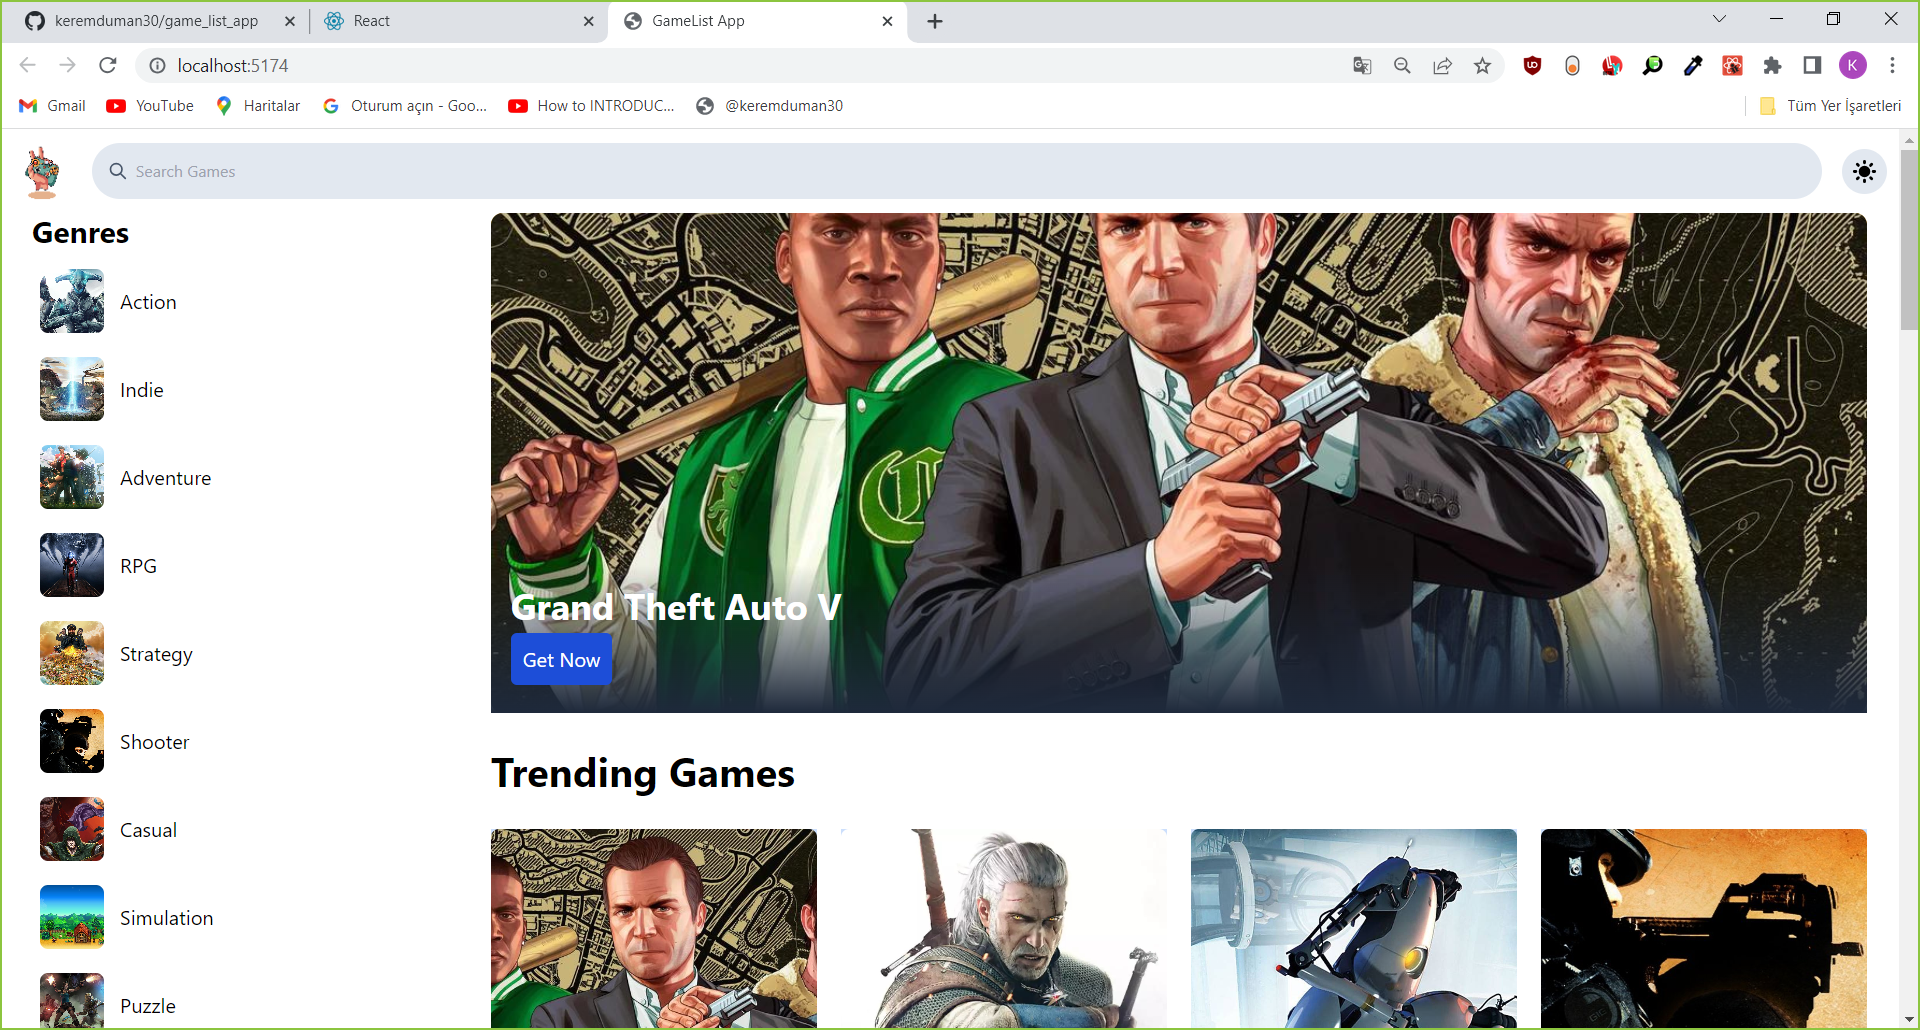 keremduman30/game_list_app
React
GameList App
localhost:5174
K
Gmail
YouTube
Haritalar
Oturum açın - Goo...
How to INTRODUC...
@keremduman30
Tüm Yer İşaretleri
Search Games
Genres
Action
Indie
Adventure
RPG
Strategy
Shooter
Casual
Simulation
Puzzle
Grand Theft Auto V
Get Now
Trending Games